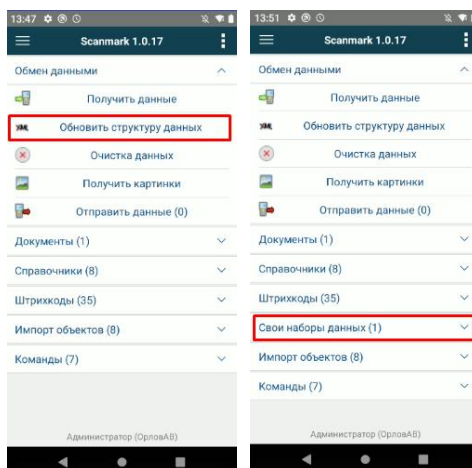 13:47
Scanmark 1.0.17
Обмен данными
Получить данные
XML Обновить структуру данных
Очистка данных
Получить картинки
Отправить данные (0)
Документы (1)
Справочники (8)
Штрихкоды (35)
Импорт объектов (8)
Команды (7)
Администратор (ОрловАВ)
13:51
Scanmark 1.0.17
Обмен данными
Получить данные
XML Обновить структуру данных
Очистка данных
Получить картинки
Отправить данные (0)
Документы (1)
Справочники (8)
Штрихкоды (35)
Свои наборы данных (1)
Импорт объектов (8)
Команды (7)
Администратор (ОрловАВ)